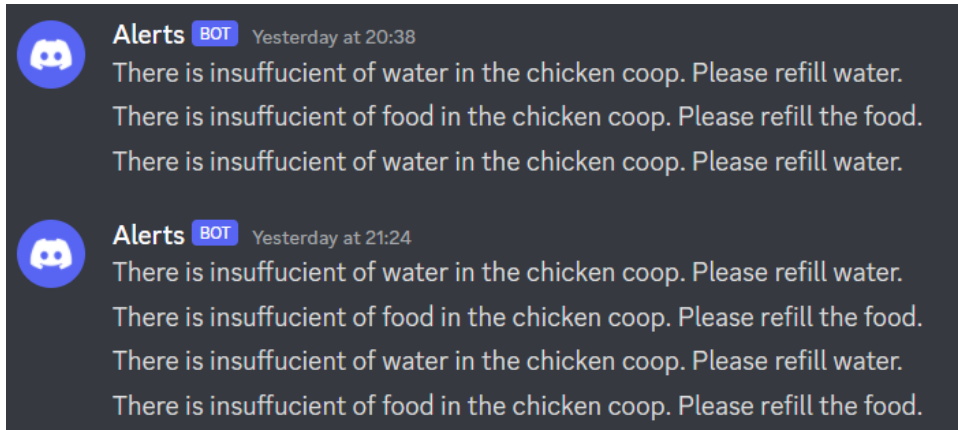 Alerts BOT Yesterday at 20:38
There is insuffucient of water in the chicken coop. Please refill water.
There is insuffucient of food in the chicken coop. Please refill the food.
There is insuffucient of water in the chicken coop. Please refill water.
Alerts BOT Yesterday at 21:24
There is insuffucient of water in the chicken coop. Please refill water.
There is insuffucient of food in the chicken coop. Please refill the food.
There is insuffucient of water in the chicken coop. Please refill water.
There is insuffucient of food in the chicken coop. Please refill the food.